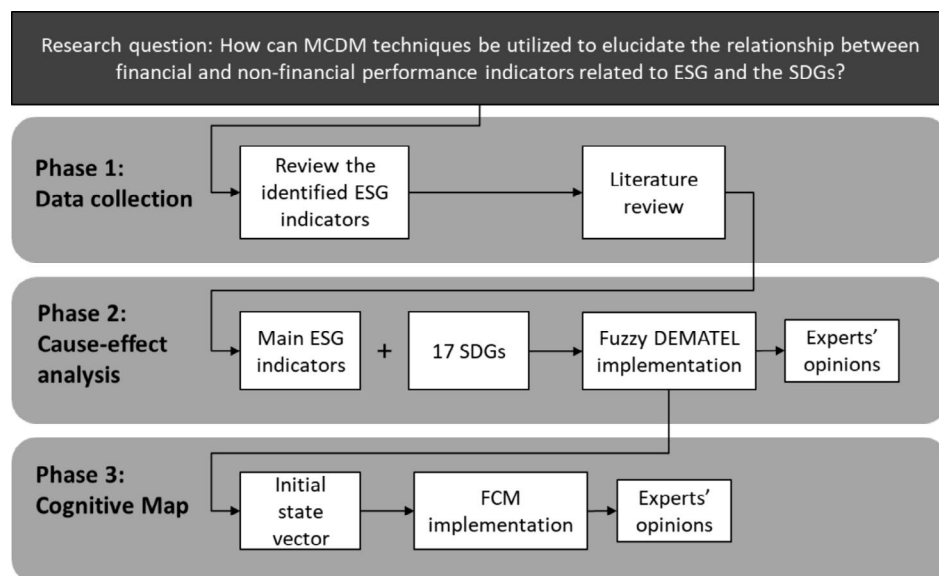 Research question: How can MCDM techniques be utilized to elucidate the relationship between
financial and non-financial performance indicators related to ESG and the SDGs?
Phase 1:
Data collection
Review the
identified ESG
indicators
Literature
review
Phase 2:
Cause-effect
analysis
Main ESG
indicators
+
17 SDGs
Fuzzy DEMATEL
implementation
Experts’
opinions
Phase 3:
Cognitive Map
Initial
state
vector
FCM
implementation
Experts’
opinions